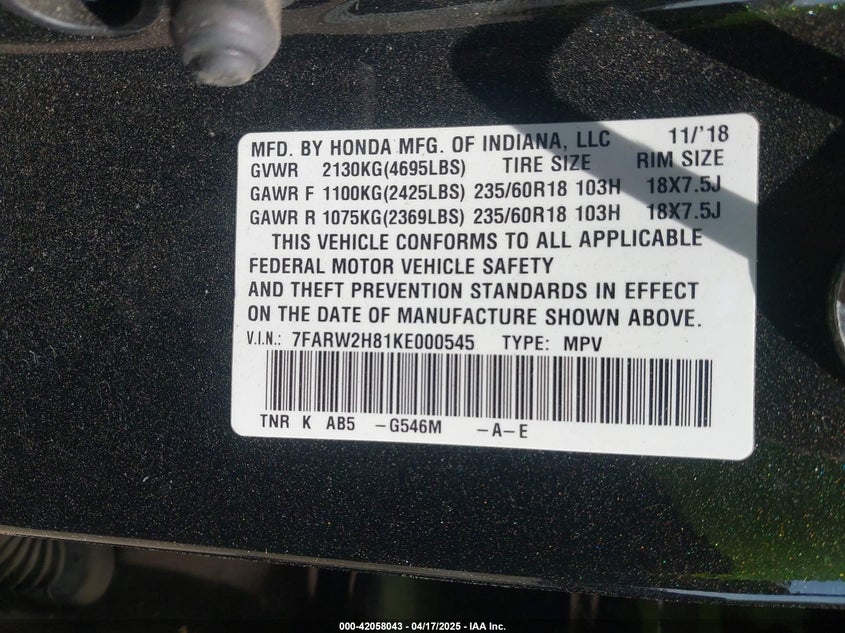 MFD. BY HONDA MFG. OF INDIANA, LLC 11/'18
GVWR 2130KG(4695LBS) TIRE SIZE RIM SIZE
GAWR F 1100KG(2425LBS) 235/60R18 103H 18X7.5J
GAWR R 1075KG(2369LBS) 235/60R18 103H 18X7.5J
THIS VEHICLE CONFORMS TO ALL APPLICABLE
FEDERAL MOTOR VEHICLE SAFETY
AND THEFT PREVENTION STANDARDS IN EFFECT
ON THE DATE OF MANUFACTURE SHOWN ABOVE.
V.I.N.: 7FARW2H81KE000545 TYPE: MPV
TNR K AB5 -G546M -A-E
000-42058043 - 04/17/2025 - IAA Inc.